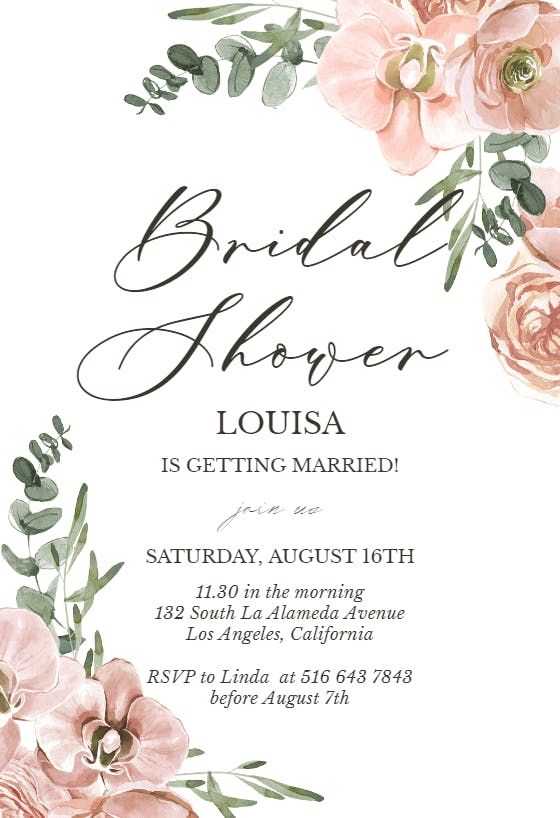 Bridal
Shower
LOUISA
IS GETTING MARRIED!
join us
SATURDAY, AUGUST 16TH
11.30 in the morning
132 South La Alameda Avenue
Los Angeles, California
RSVP to Linda at 516 643 7843
before August 7th